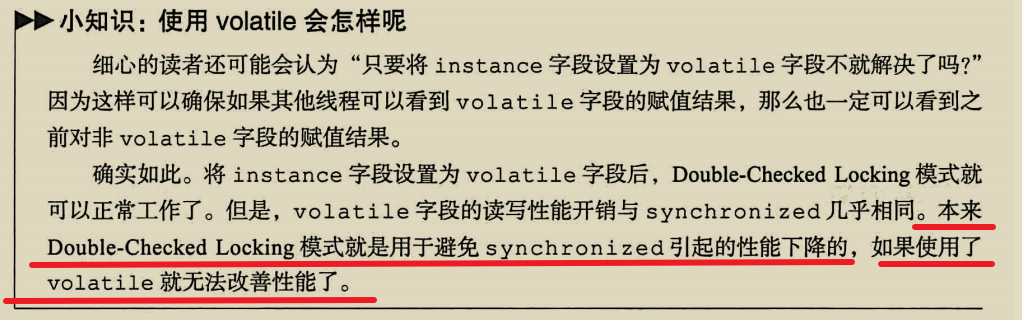 ▶▶小知识：使用 volatile 会怎样呢
细心的读者还可能会认为“只要将 instance 字段设置为 volatile 字段不就解决了吗?”
因为这样可以确保如果其他线程可以看到 volatile 字段的赋值结果，那么也一定可以看到之
前对非 volatile 字段的赋值结果。
确实如此。将 instance 字段设置为 volatile 字段后，Double-Checked Locking 模式就
可以正常工作了。但是，volatile 字段的读写性能开销与 synchronized 几乎相同。本来
Double-Checked Locking 模式就是用于避免 synchronized 引起的性能下降的，如果使用了
volatile 就无法改善性能了。